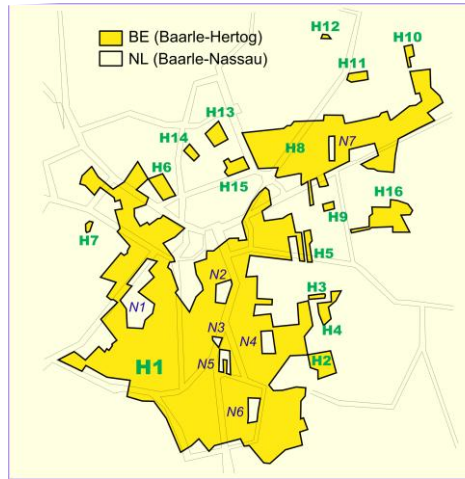 BE (Baarle-Hertog)
NL (Baarle-Nassau)
H12
H10
H11
H13
H14
H8
N7
H15
H6
H16
H9
H7
H5
N2
H3
N1
H4
N3
N4
H1
N5
H2
N6